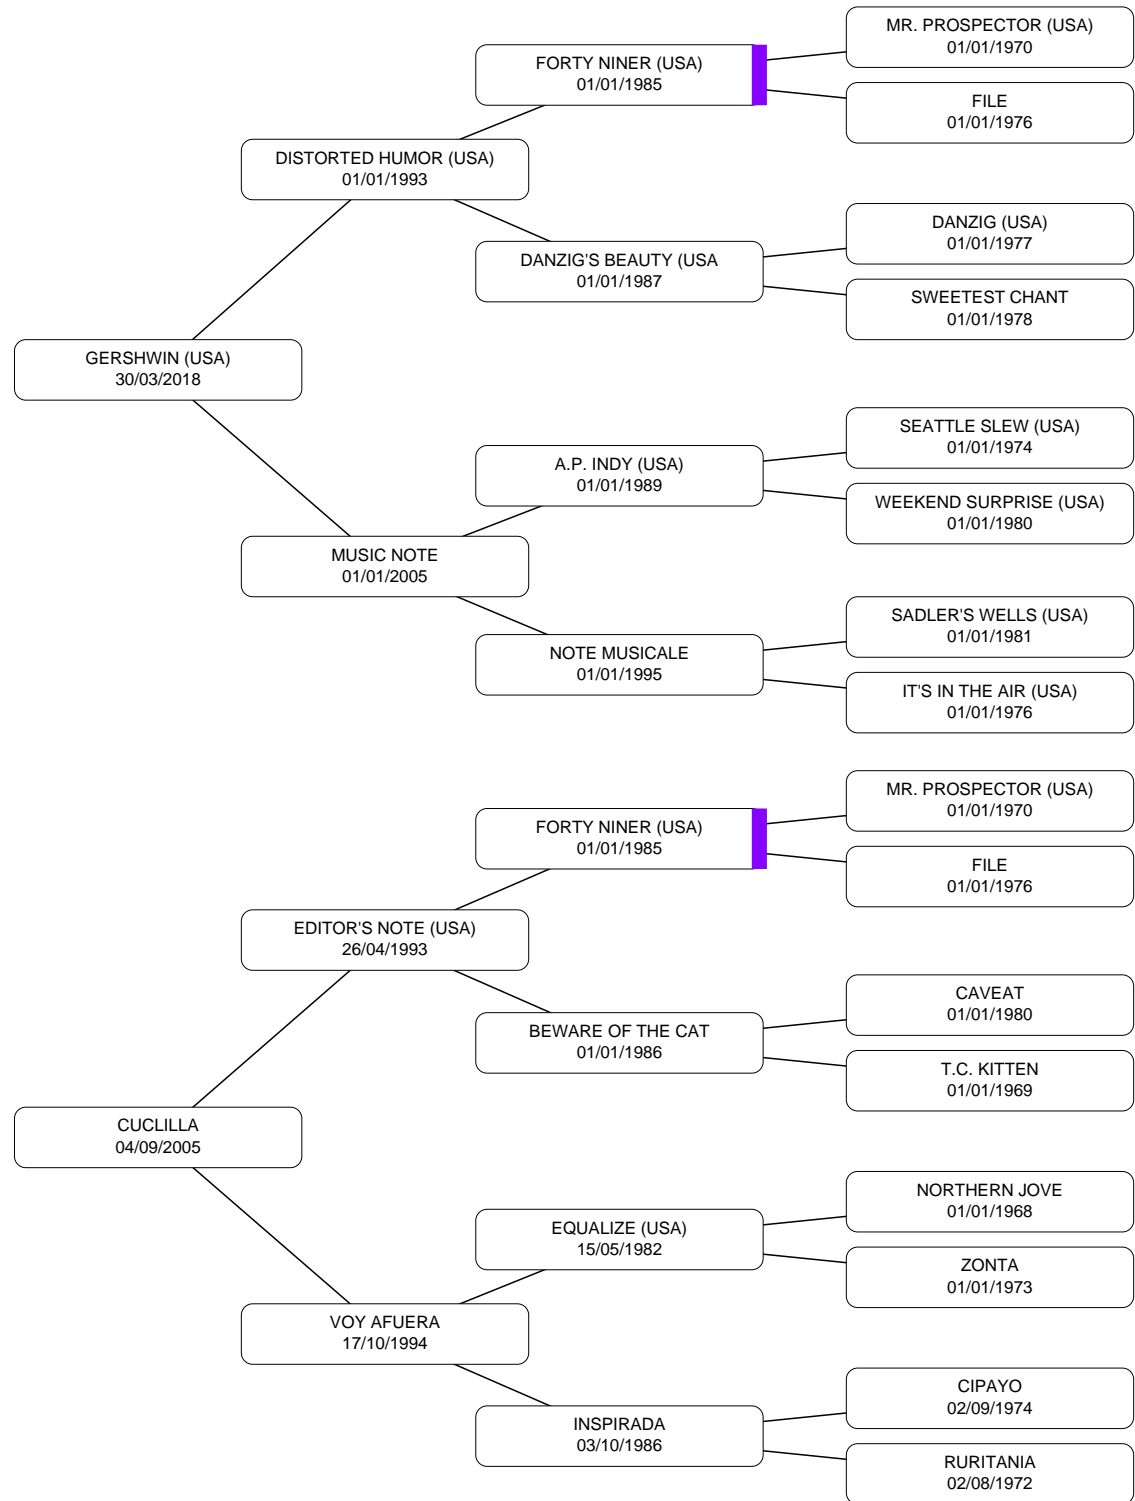 MR. PROSPECTOR (USA)
01/01/1970
FORTY NINER (USA)
01/01/1985
FILE
01/01/1976
DISTORTED HUMOR (USA)
01/01/1993
DANZIG (USA)
01/01/1977
DANZIG'S BEAUTY (USA
01/01/1987
SWEETEST CHANT
01/01/1978
GERSHWIN (USA)
30/03/2018
SEATTLE SLEW (USA)
01/01/1974
A.P. INDY (USA)
01/01/1989
WEEKEND SURPRISE (USA)
01/01/1980
MUSIC NOTE
01/01/2005
SADLER'S WELLS (USA)
01/01/1981
NOTE MUSICALE
01/01/1995
IT'S IN THE AIR (USA)
01/01/1976
MR. PROSPECTOR (USA)
01/01/1970
FORTY NINER (USA)
01/01/1985
FILE
01/01/1976
EDITOR'S NOTE (USA)
26/04/1993
CAVEAT
01/01/1980
BEWARE OF THE CAT
01/01/1986
T.C. KITTEN
01/01/1969
CUCLILLA
04/09/2005
NORTHERN JOVE
01/01/1968
EQUALIZE (USA)
15/05/1982
ZONTA
01/01/1973
VOY AFUERA
17/10/1994
CIPAYO
02/09/1974
INSPIRADA
03/10/1986
RURITANIA
02/08/1972